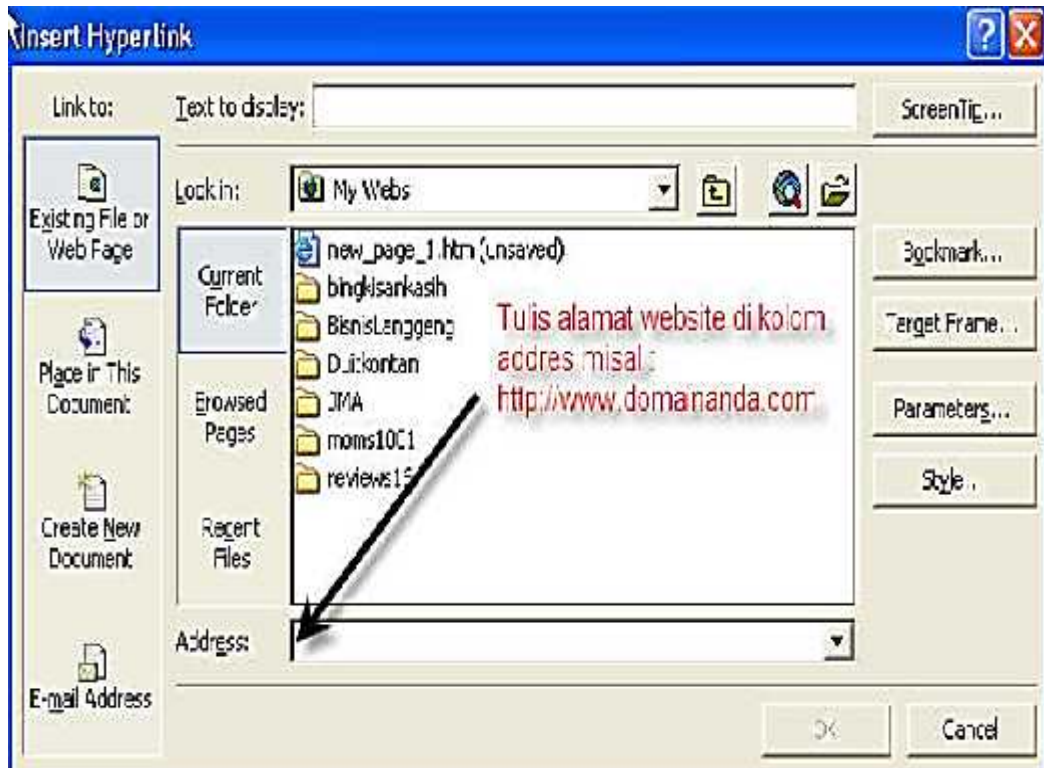 Insert Hyperlink
Link to:
Text to display:
ScreenTip...
Existing File or
Web Page
Look in:
My Webs
Current
Folder
new_page_1.htm (unsaved)
bingkisankasih
BisnisLanggeng
Duitkontan
JMA
moms1001
Tulis alamat website di kolom
addres misal :
http://www.domananda.com
Bookmark...
Target Frame...
Place in This
Document
Browsed
Pages
Parameters...
Style...
Create New
Document
Recent
Files
Address:
E-mail Address
OK
Cancel